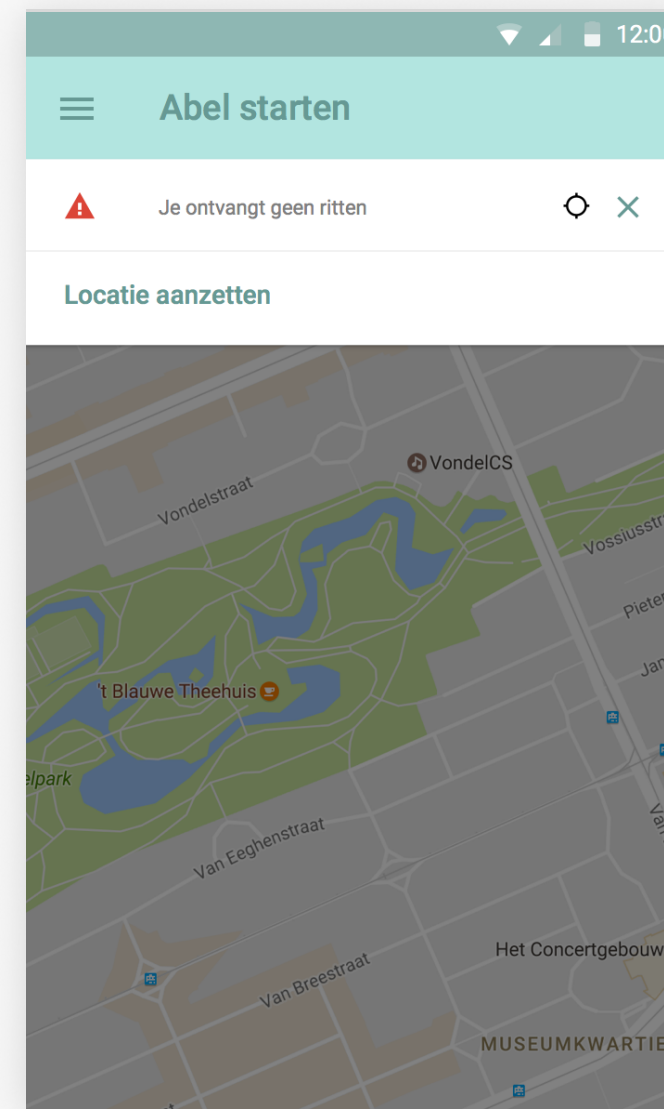 12:00
Abel starten
Je ontvangt geen ritten
Locatie aanzetten
VondelCS
Vondelstraat
Vossiusstr
Pieter
Jan
't Blauwe Theehuis
elpark
Van
Van Eeghenstraat
Het Concertgebouw
Van Breestraat
MUSEUMKWARTIE